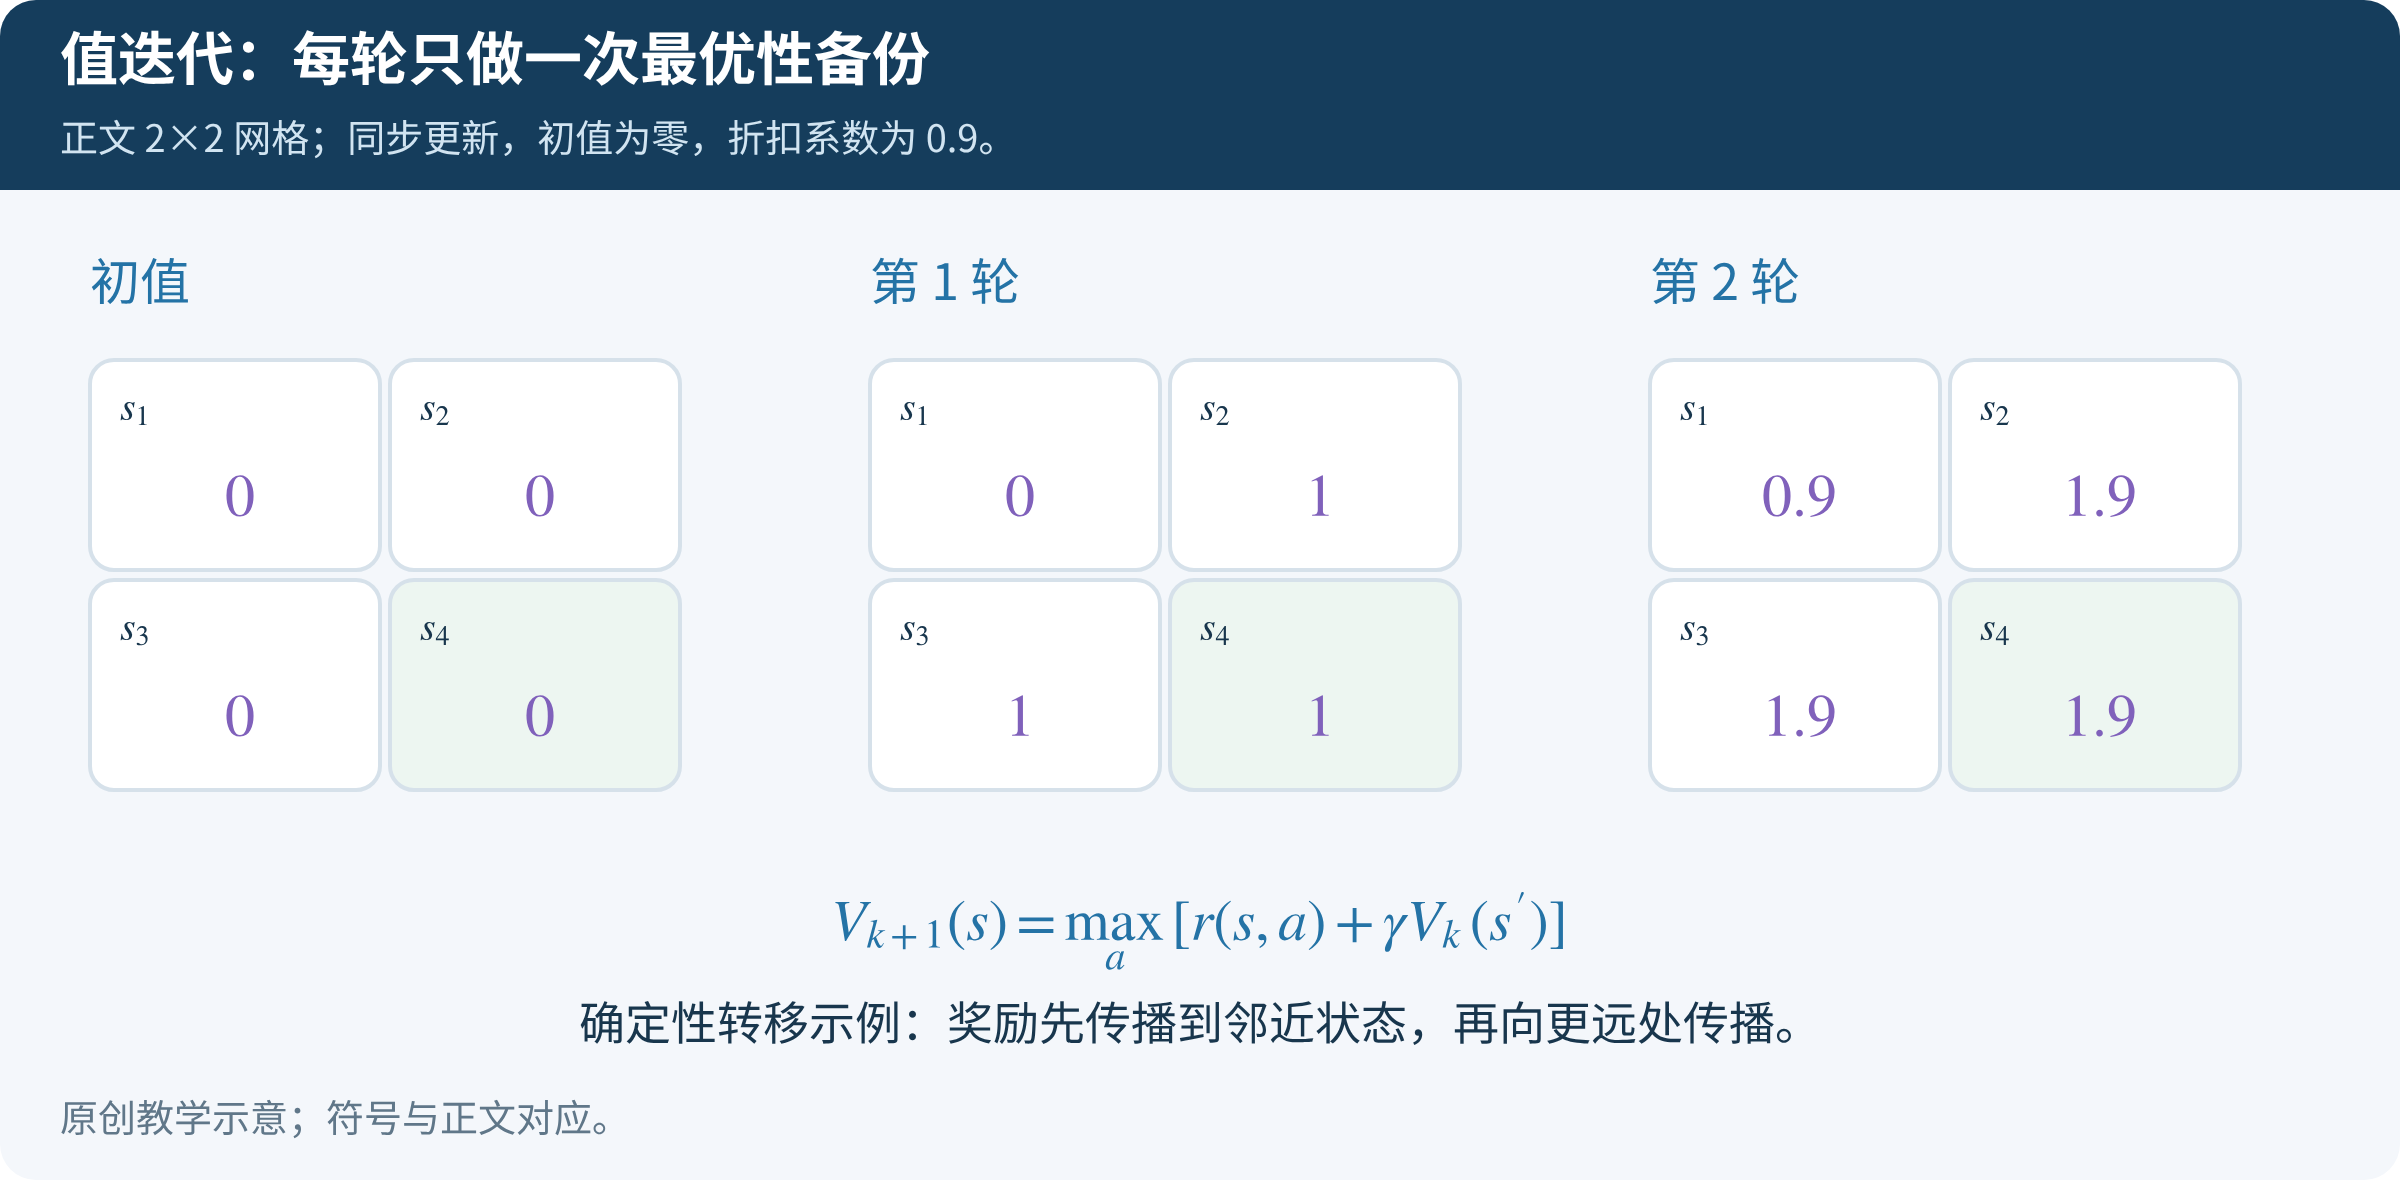 值迭代：每轮只做一次最优性备份
正文 2×2 网格；同步更新，初值为零，折扣系数为 0.9。
初值
第 1 轮
第 2 轮
s₁ s₂ s₁ s₂ s₁ s₂
0 0 0 1 0.9 1.9
s₃ s₄ s₃ s₄ s₃ s₄
0 0 1 1 1.9 1.9
Vₖ₊₁(s) = maxₐ [r(s, a) + γVₖ(s′)]
确定性转移示例：奖励先传播到邻近状态，再向更远处传播。
原创教学示意；符号与正文对应。